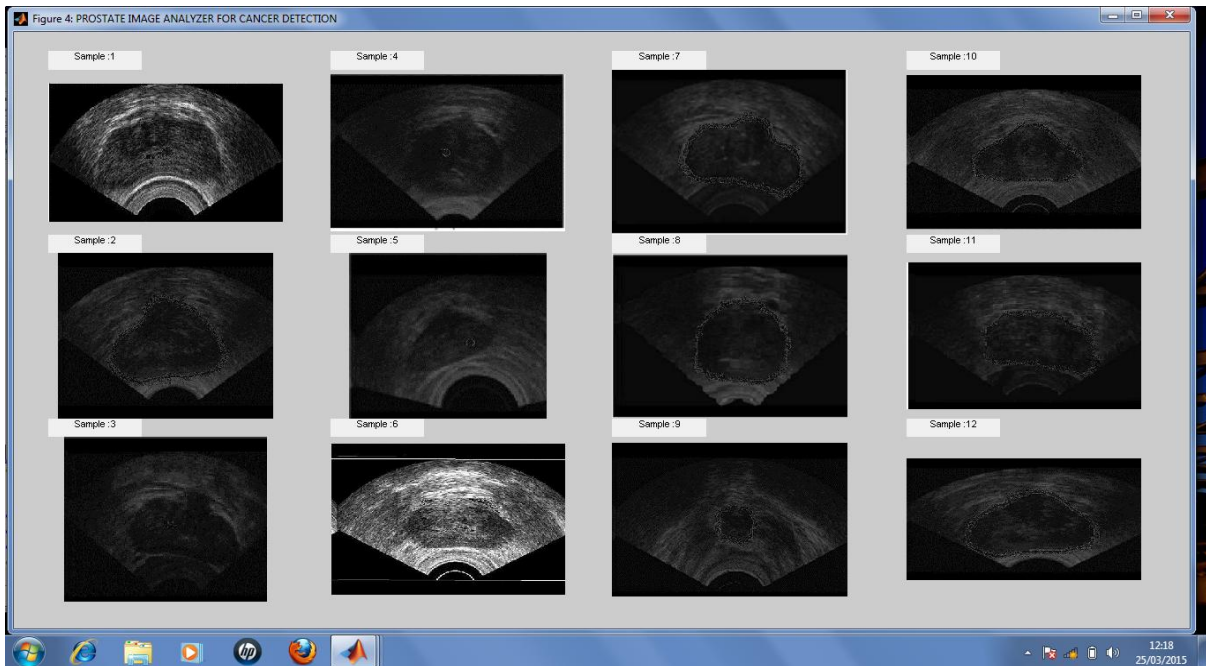 Figure 4: PROSTATE IMAGE ANALYZER FOR CANCER DETECTION
Sample :1
Sample :4
Sample :7
Sample :10
Sample :2
Sample :5
Sample :8
Sample :11
Sample :3
Sample :6
Sample :9
Sample :12
hp
12:18
25/03/2015